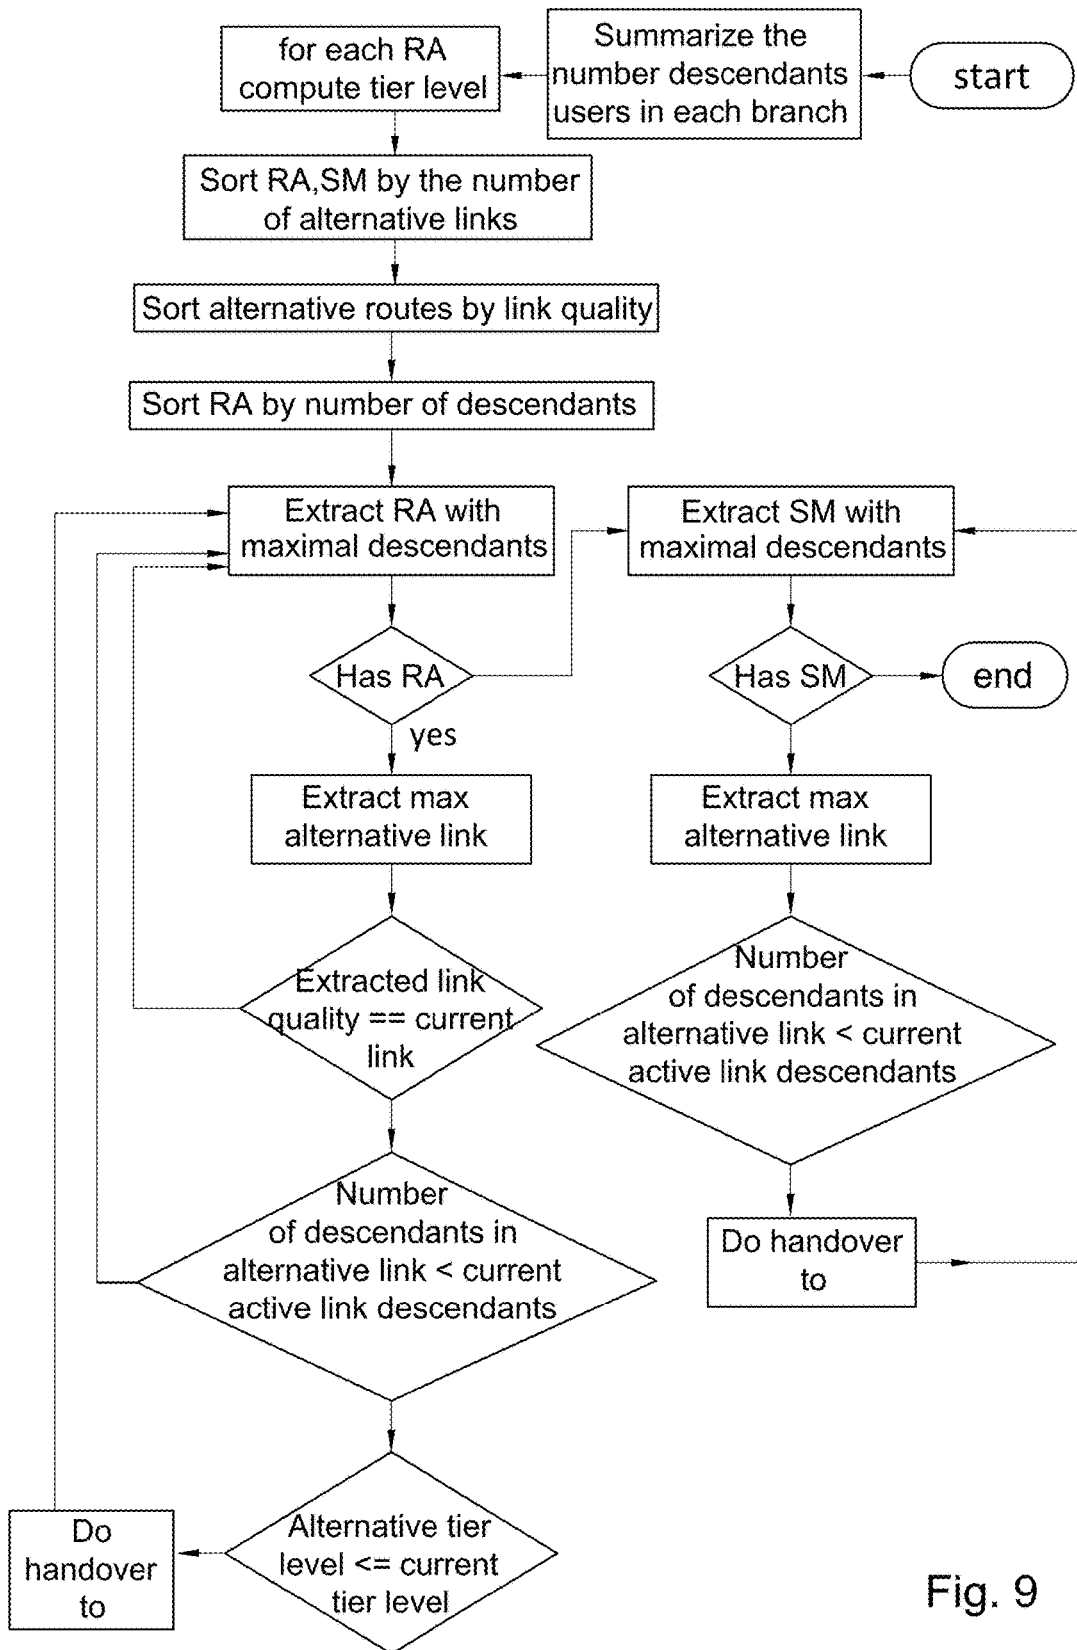 start
Summarize the
number descendants
users in each branch
for each RA
compute tier level
Sort RA,SM by the number
of alternative links
Sort alternative routes by link quality
Sort RA by number of descendants
Extract RA with
maximal descendants
Has RA
yes
Extract max
alternative link
Extracted link
quality == current
link
Number
of descendants in
alternative link < current
active link descendants
Alternative tier
level <= current
tier level
Do
handover
to
Extract SM with
maximal descendants
Has SM
end
Extract max
alternative link
Number
of descendants in
alternative link < current
active link descendants
Do handover
to
Fig. 9